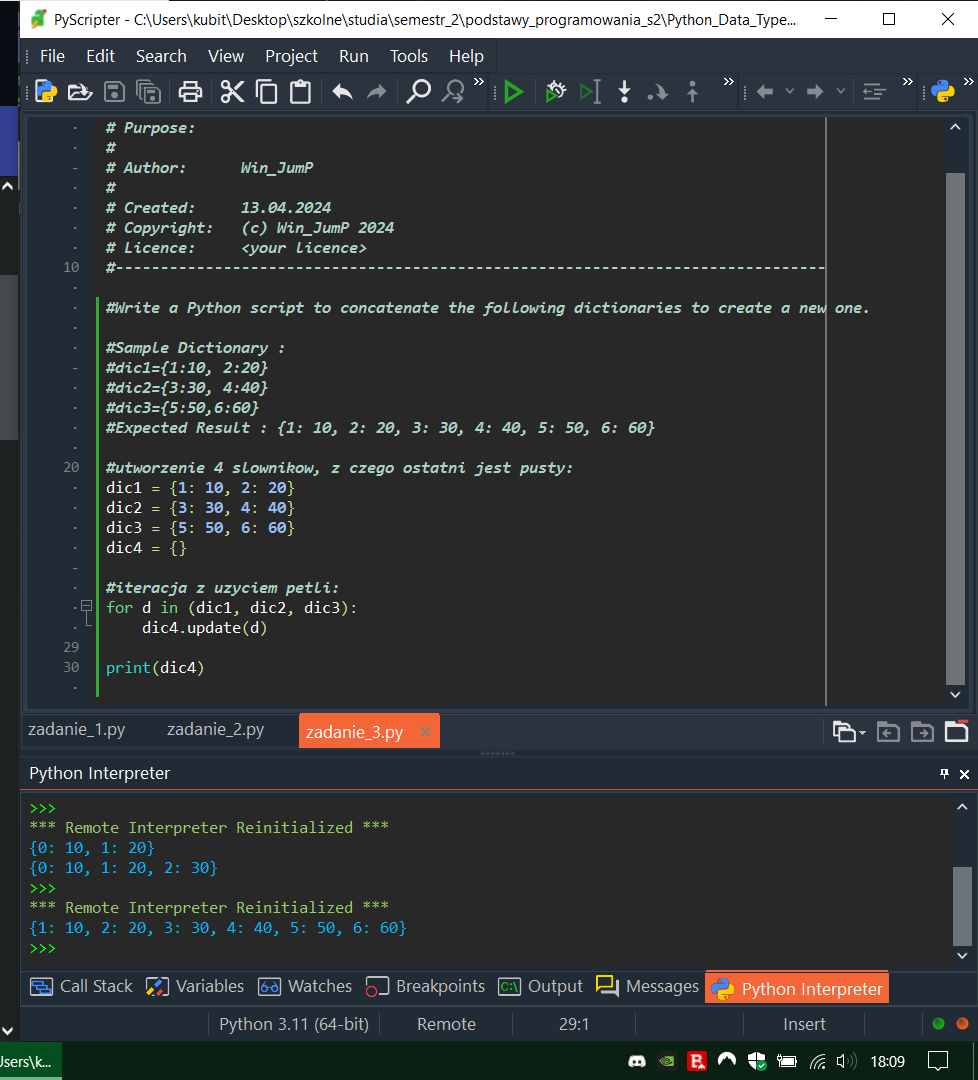 PyScripter - C:\Users\kubit\Desktop\szkolne\studia\semestr_2\podstawy_programowania_s2\Python_Data_Type...
File Edit Search View Project Run Tools Help
# Purpose:
#
# Author:      Win_JumP
#
# Created:     13.04.2024
# Copyright:   (c) Win_JumP 2024
# Licence:     <your licence>
10 #-------------------------------------------------------------------------------
#Write a Python script to concatenate the following dictionaries to create a new one.
#Sample Dictionary :
#dic1={1:10, 2:20}
#dic2={3:30, 4:40}
#dic3={5:50,6:60}
#Expected Result : {1: 10, 2: 20, 3: 30, 4: 40, 5: 50, 6: 60}
20 #utworzenie 4 slownikow, z czego ostatni jest pusty:
dic1 = {1: 10, 2: 20}
dic2 = {3: 30, 4: 40}
dic3 = {5: 50, 6: 60}
dic4 = {}
#iteracja z uzyciem petli:
for d in (dic1, dic2, dic3):
    dic4.update(d)
29
30 print(dic4)
zadanie_1.py zadanie_2.py zadanie_3.py ×
Python Interpreter
>>>
*** Remote Interpreter Reinitialized ***
{0: 10, 1: 20}
{0: 10, 1: 20, 2: 30}
>>>
*** Remote Interpreter Reinitialized ***
{1: 10, 2: 20, 3: 30, 4: 40, 5: 50, 6: 60}
>>>
Call Stack Variables Watches Breakpoints C:\ Output Messages Python Interpreter
Python 3.11 (64-bit) Remote 29:1 Insert
Jsers\k... 18:09